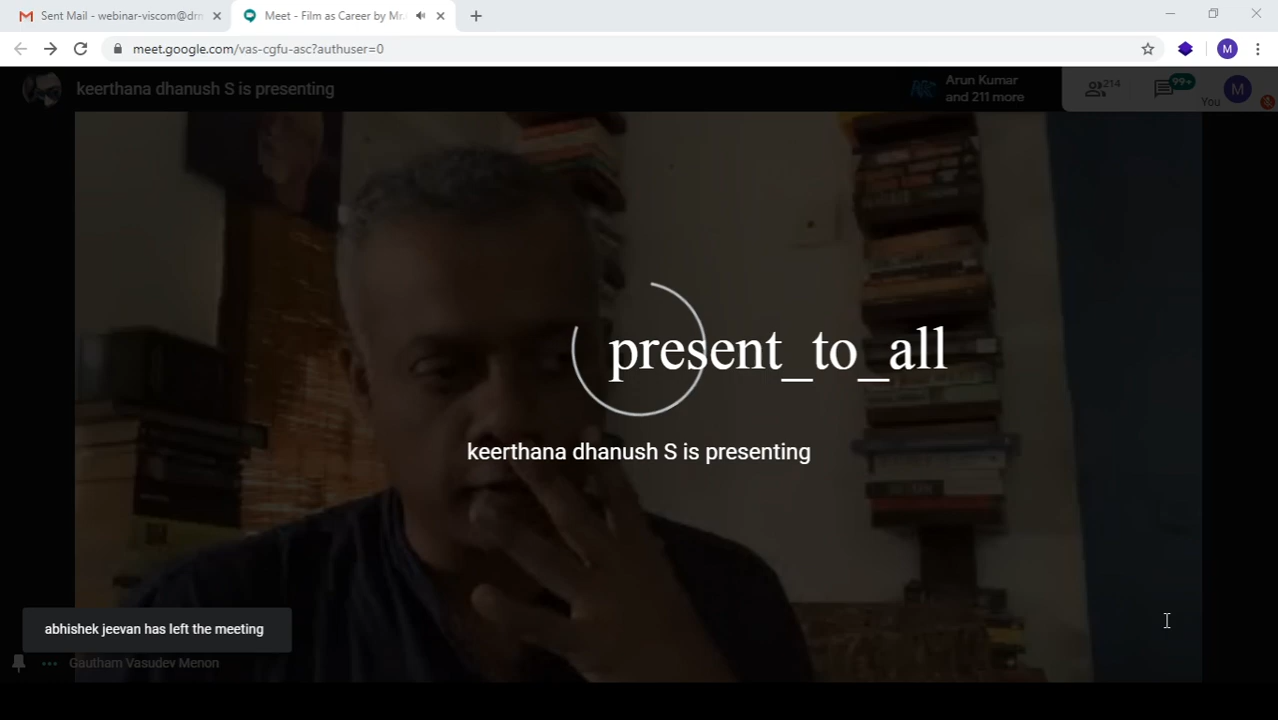 Sent Mail - webinar-viscom@drn
Meet - Film as Career by Mr.
meet.google.com/vas-cgfu-asc?authuser=0
M
keerthana dhanush S is presenting
Arun Kumar
and 211 more
214
99+
You
M
present_to_all
keerthana dhanush S is presenting
abhishek jeevan has left the meeting
Gautham Vasudev Menon